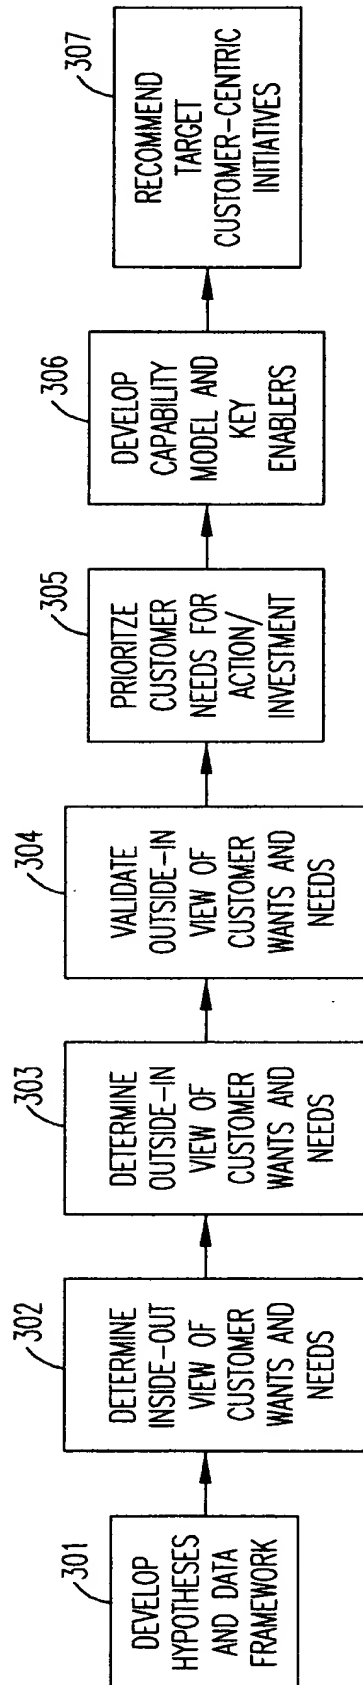 301
DEVELOP
HYPOTHESES
AND DATA
FRAMEWORK
302
DETERMINE
INSIDE-OUT
VIEW OF
CUSTOMER
WANTS AND
NEEDS
303
DETERMINE
OUTSIDE-IN
VIEW OF
CUSTOMER
WANTS AND
NEEDS
304
VALIDATE
OUTSIDE-IN
VIEW OF
CUSTOMER
WANTS AND
NEEDS
305
PRIORITIZE
CUSTOMER
NEEDS FOR
ACTION/
INVESTMENT
306
DEVELOP
CAPABILITY
MODEL AND
KEY
ENABLERS
307
RECOMMEND
TARGET
CUSTOMER-CENTRIC
INITIATIVES